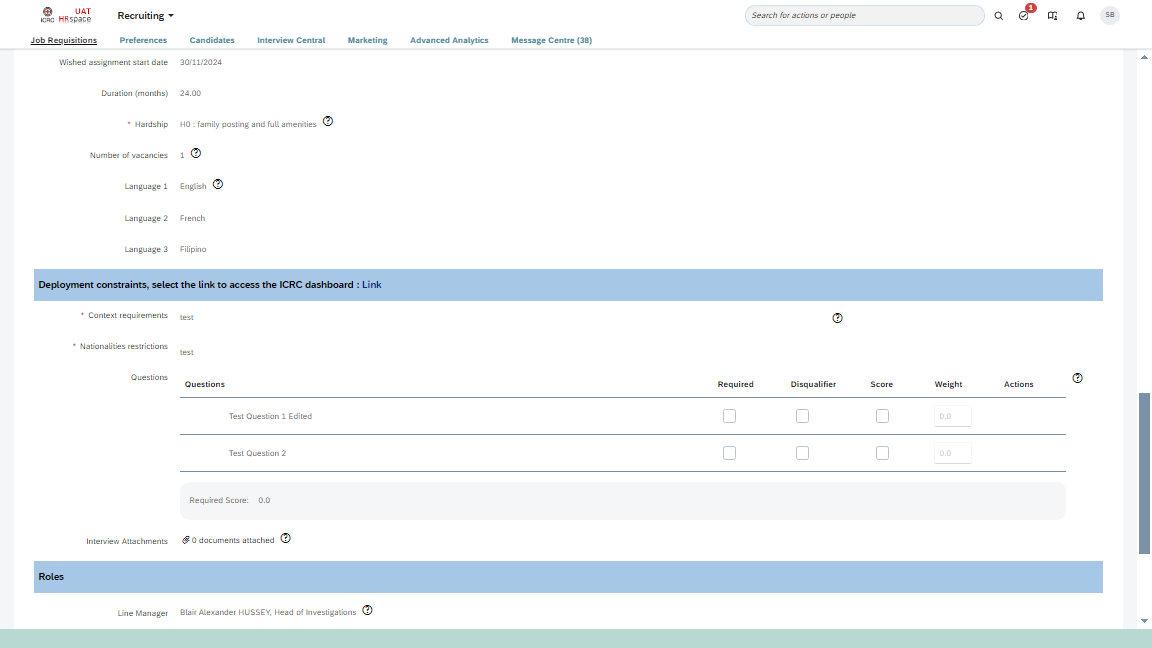 ICRC
UAT
HRspace
Recruiting
Search for actions or people
1
SB
Job Requisitions
Preferences
Candidates
Interview Central
Marketing
Advanced Analytics
Message Centre (38)
Wished assignment start date 30/11/2024
Duration (months) 24.00
* Hardship H0 : family posting and full amenities
Number of vacancies 1
Language 1 English
Language 2 French
Language 3 Filipino
Deployment constraints, select the link to access the ICRC dashboard : Link
* Context requirements test
* Nationalities restrictions test
Questions
Questions Required Disqualifier Score Weight Actions
Test Question 1 Edited 0.0
Test Question 2 0.0
Required Score: 0.0
Interview Attachments 0 documents attached
Roles
Line Manager Blair Alexander HUSSEY, Head of Investigations